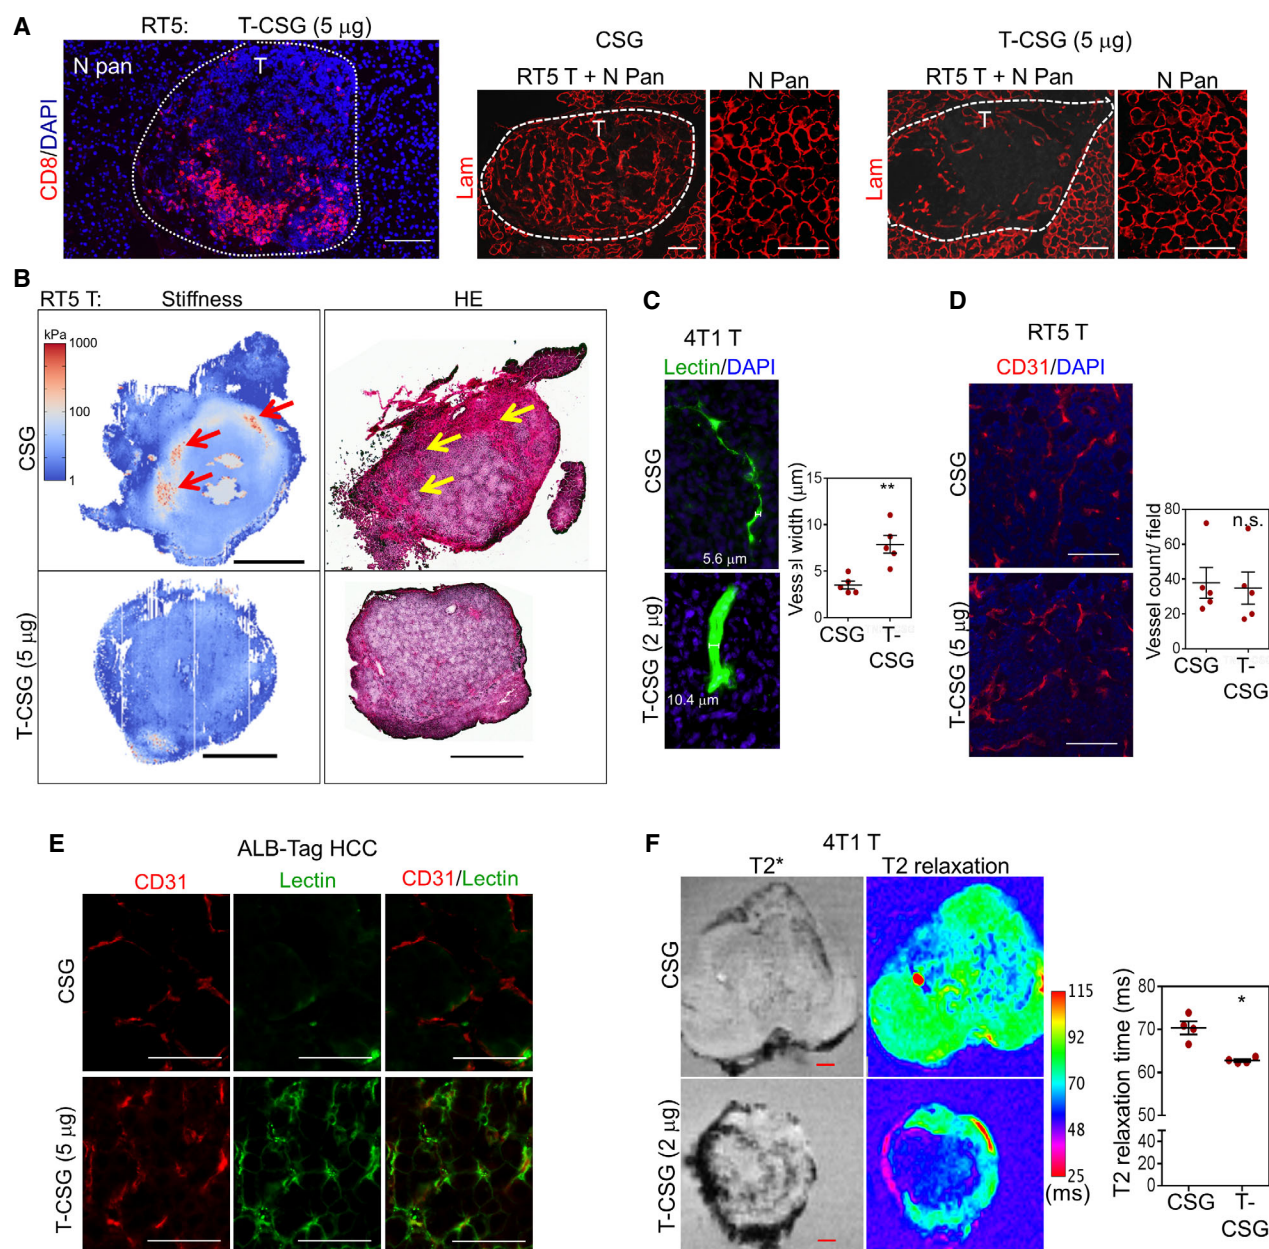 A
RT5: T-CSG (5 µg)
N pan
T
CD8/DAPI
CSG
RT5 T + N Pan
N Pan
T
Lam
T-CSG (5 µg)
RT5 T + N Pan
N Pan
T
Lam
B
RT5 T:
Stiffness
HE
kPa
1000
100
1
CSG
T-CSG (5 µg)
C
4T1 T
Lectin/DAPI
CSG
5.6 µm
T-CSG (2 µg)
10.4 µm
Vessel width (µm)
15
10
5
0
**
CSG
T-
CSG
D
RT5 T
CD31/DAPI
CSG
T-CSG (5 µg)
Vessel count/ field
80
60
40
20
0
n.s.
CSG
T-
CSG
E
ALB-Tag HCC
CD31
Lectin
CD31/Lectin
CSG
T-CSG (5 µg)
F
4T1 T
T2*
T2 relaxation
CSG
T-CSG (2 µg)
115
92
70
48
25
(ms)
T2 relaxation time (ms)
80
70
60
50
40
20
0
*
CSG
T-
CSG